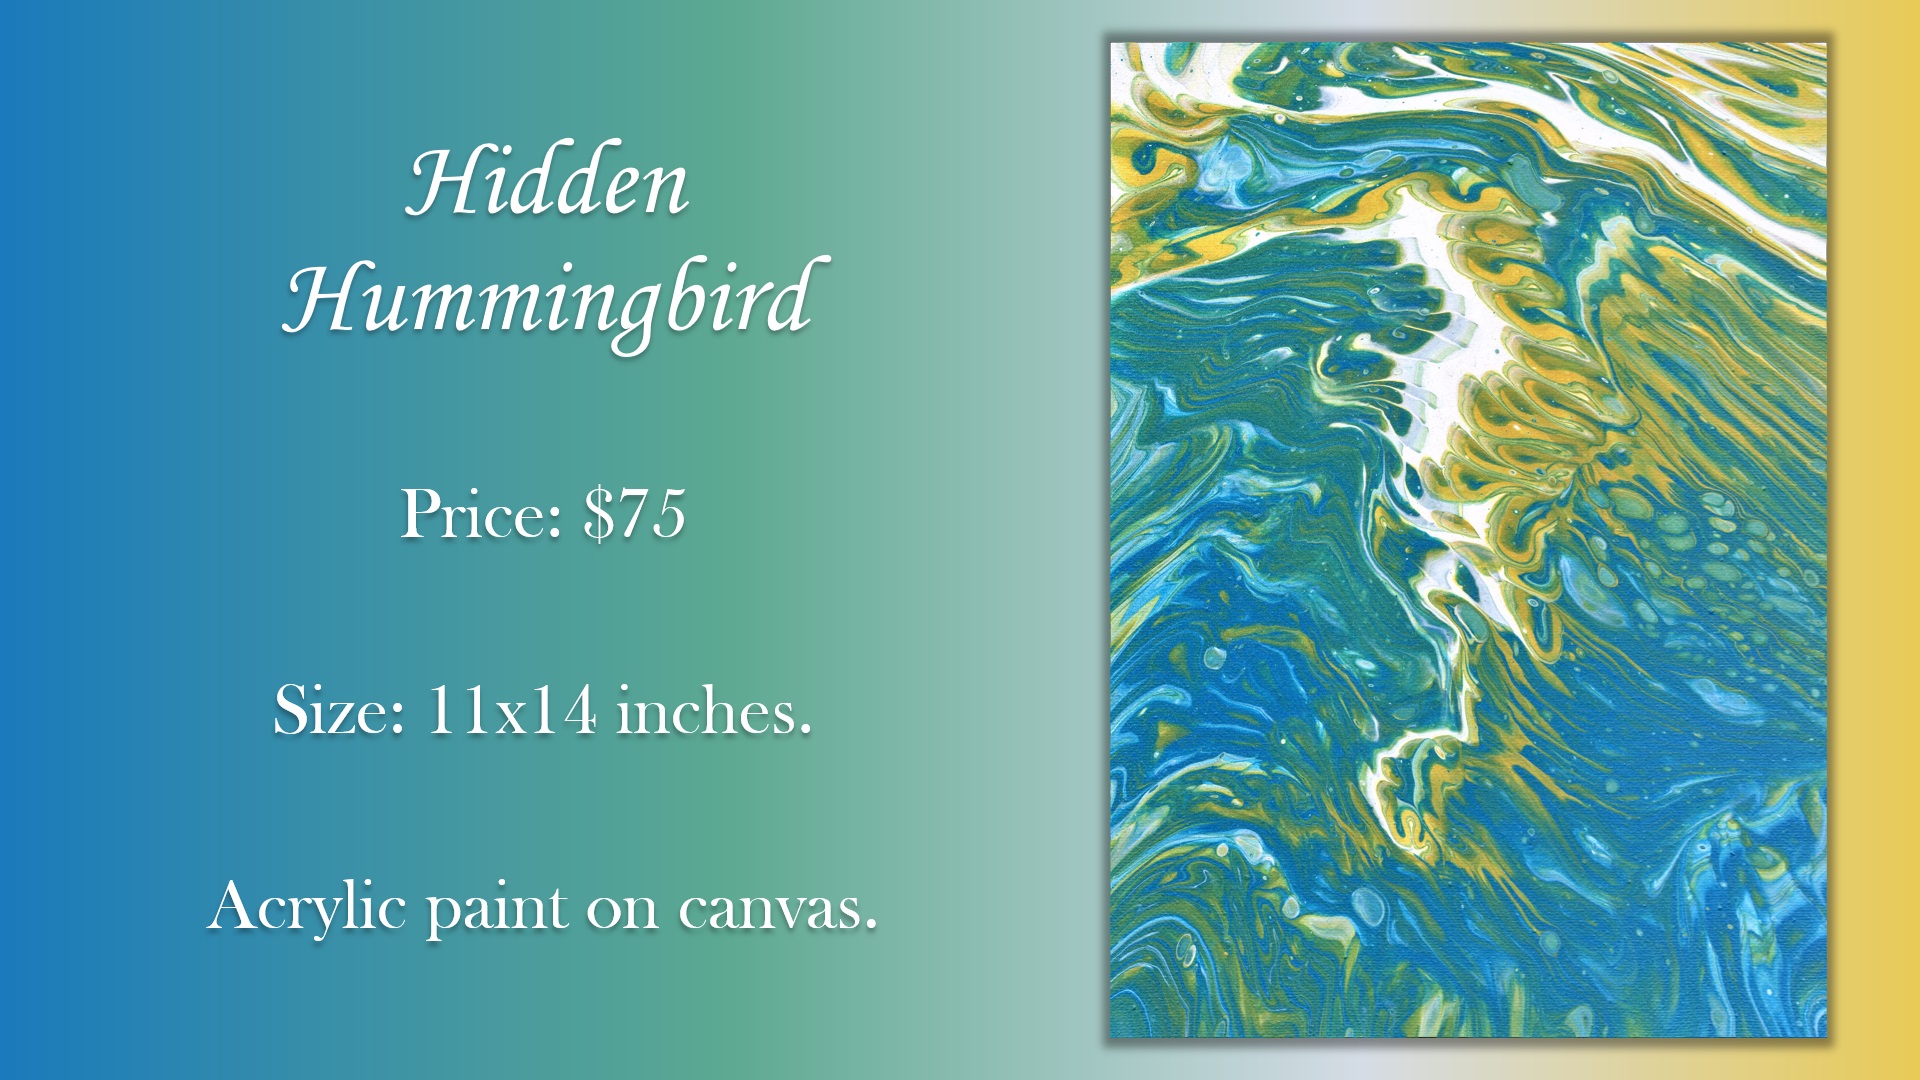 Hidden
Hummingbird
Price: $75
Size: 11x14 inches.
Acrylic paint on canvas.